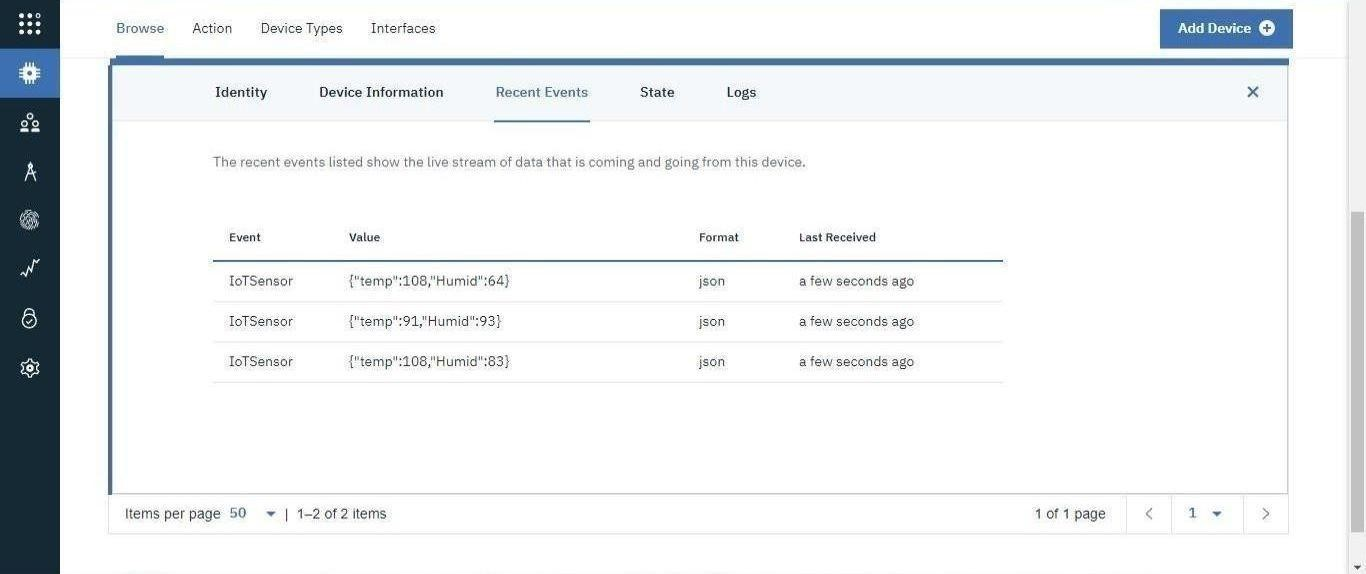 Browse Action Device Types Interfaces Add Device
Identity Device Information Recent Events State Logs
The recent events listed show the live stream of data that is coming and going from this device.
Event Value Format Last Received
IoTSensor {"temp":108,"Humid":64} json a few seconds ago
IoTSensor {"temp":91,"Humid":93} json a few seconds ago
IoTSensor {"temp":108,"Humid":83} json a few seconds ago
Items per page 50 | 1–2 of 2 items 1 of 1 page 1